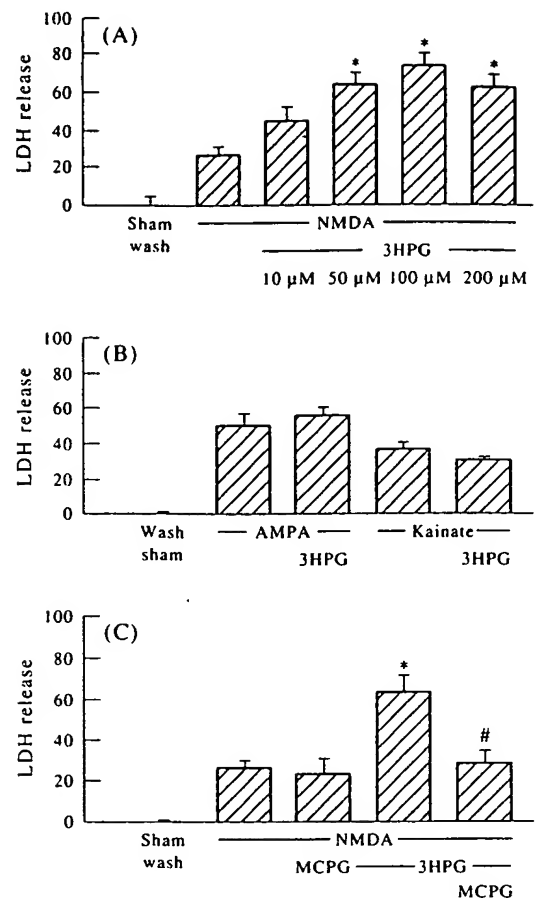 (A)
100
80
60
40
20
0
LDH release
* * *
Sham wash
NMDA
3HPG
10 µM 50 µM 100 µM 200 µM
(B)
100
80
60
40
20
0
LDH release
Wash sham
AMPA Kainate
3HPG 3HPG
(C)
100
80
60
40
20
0
LDH release
* #
Sham wash
NMDA
MCPG 3HPG
MCPG